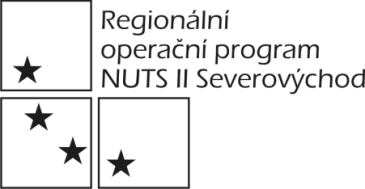 Regionální
operační program
NUTS II Severovýchod